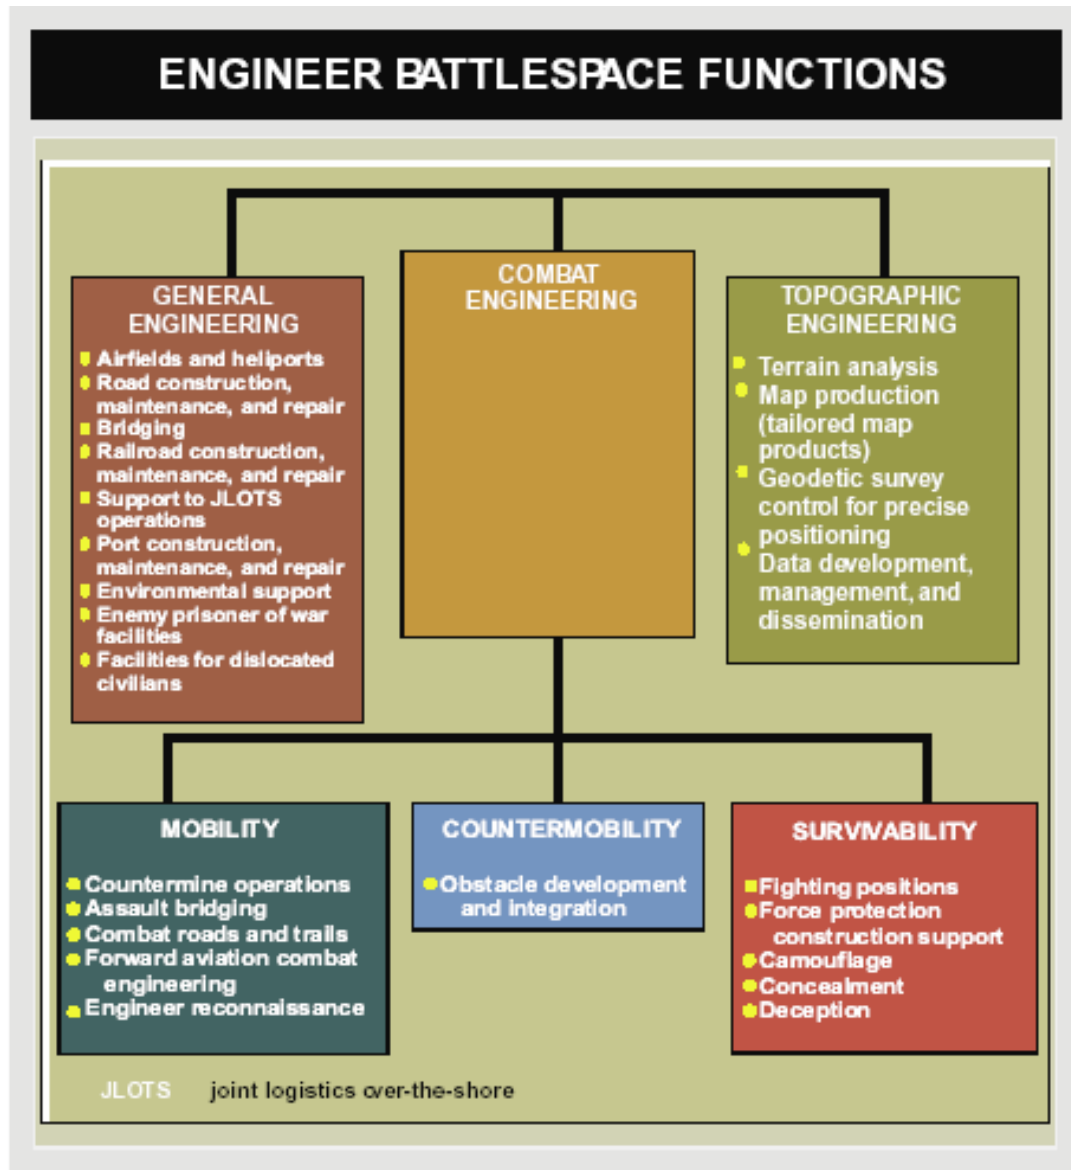 ENGINEER BATTLESPACE FUNCTIONS
GENERAL
ENGINEERING
Airfields and heliports
Road construction,
maintenance, and repair
Bridging
Railroad construction,
maintenance, and repair
Support to JLOTS
operations
Port construction,
maintenance, and repair
Environmental support
Enemy prisoner of war
facilities
Facilities for dislocated
civilians
COMBAT
ENGINEERING
TOPOGRAPHIC
ENGINEERING
Terrain analysis
Map production
(tailored map
products)
Geodetic survey
control for precise
positioning
Data development,
management, and
dissemination
MOBILITY
Countermine operations
Assault bridging
Combat roads and trails
Forward aviation combat
engineering
Engineer reconnaissance
COUNTERMOBILITY
Obstacle development
and integration
SURVIVABILITY
Fighting positions
Force protection
construction support
Camouflage
Concealment
Deception
JLOTS joint logistics over-the-shore